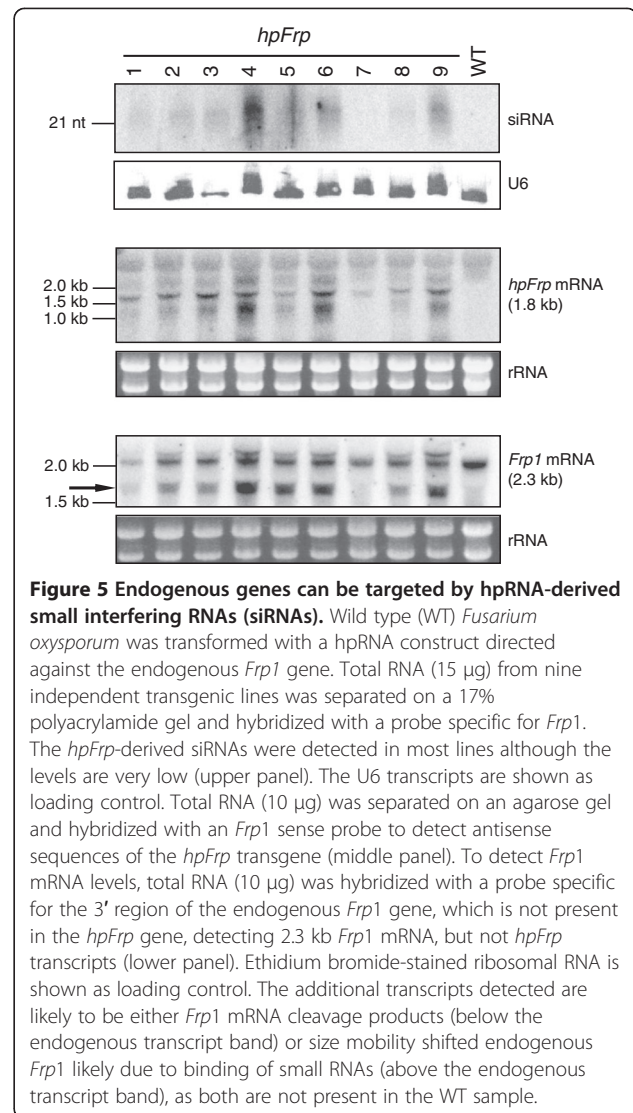 hpFrp
1 2 3 4 5 6 7 8 9 WT
21 nt
siRNA
U6
2.0 kb
1.5 kb
1.0 kb
hpFrp mRNA
(1.8 kb)
rRNA
2.0 kb
1.5 kb
Frp1 mRNA
(2.3 kb)
rRNA
Figure 5 Endogenous genes can be targeted by hpRNA-derived
small interfering RNAs (siRNAs). Wild type (WT) Fusarium
oxysporum was transformed with a hpRNA construct directed
against the endogenous Frp1 gene. Total RNA (15 μg) from nine
independent transgenic lines was separated on a 17%
polyacrylamide gel and hybridized with a probe specific for Frp1.
The hpFrp-derived siRNAs were detected in most lines although the
levels are very low (upper panel). The U6 transcripts are shown as
loading control. Total RNA (10 μg) was separated on an agarose gel
and hybridized with an Frp1 sense probe to detect antisense
sequences of the hpFrp transgene (middle panel). To detect Frp1
mRNA levels, total RNA (10 μg) was hybridized with a probe specific
for the 3′ region of the endogenous Frp1 gene, which is not present
in the hpFrp gene, detecting 2.3 kb Frp1 mRNA, but not hpFrp
transcripts (lower panel). Ethidium bromide-stained ribosomal RNA is
shown as loading control. The additional transcripts detected are
likely to be either Frp1 mRNA cleavage products (below the
endogenous transcript band) or size mobility shifted endogenous
Frp1 likely due to binding of small RNAs (above the endogenous
transcript band), as both are not present in the WT sample.